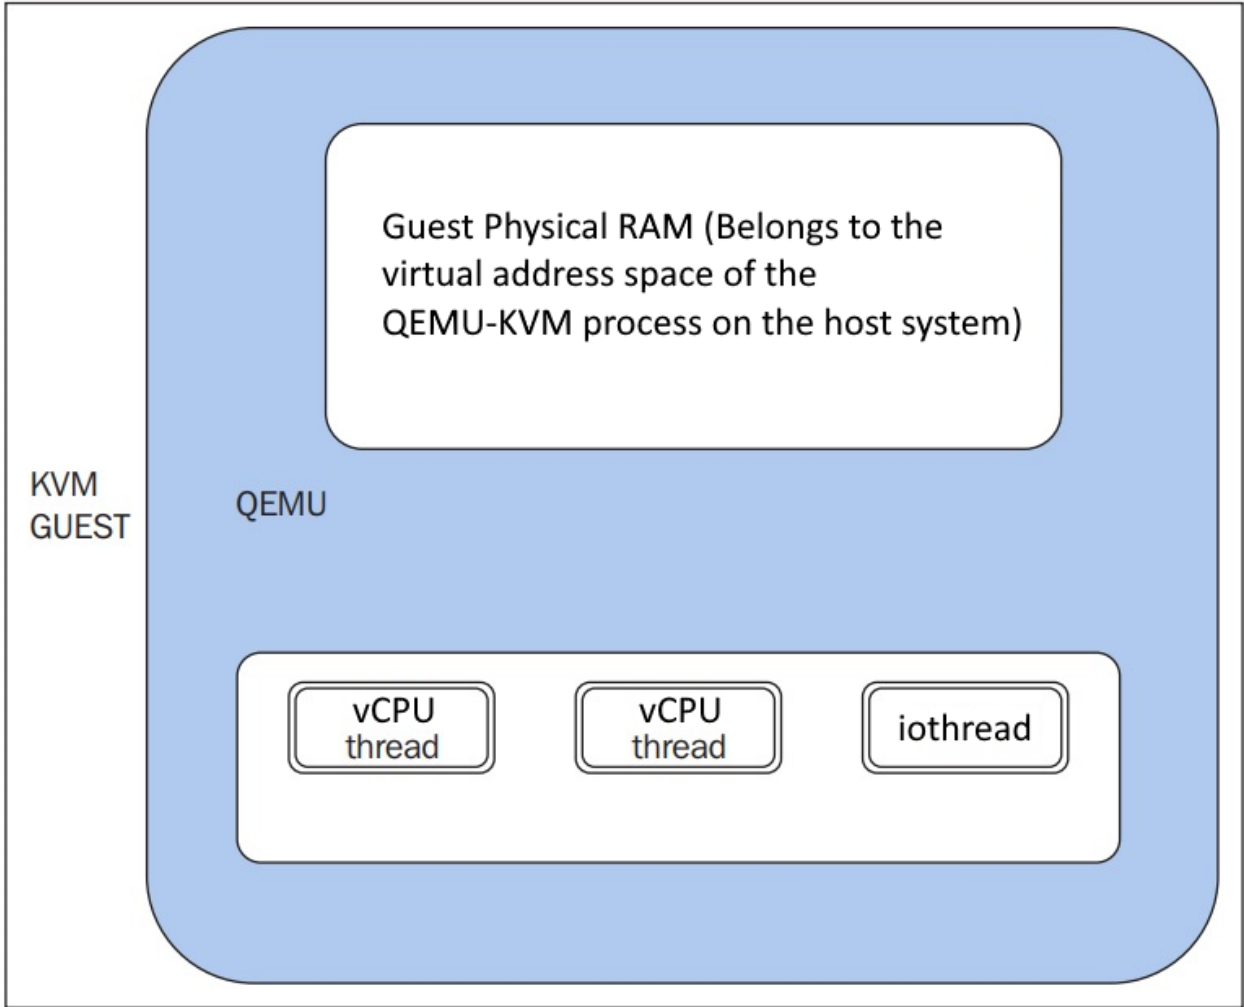 Guest Physical RAM (Belongs to the
virtual address space of the
QEMU-KVM process on the host system)
KVM
GUEST
QEMU
vCPU
thread
vCPU
thread
iothread